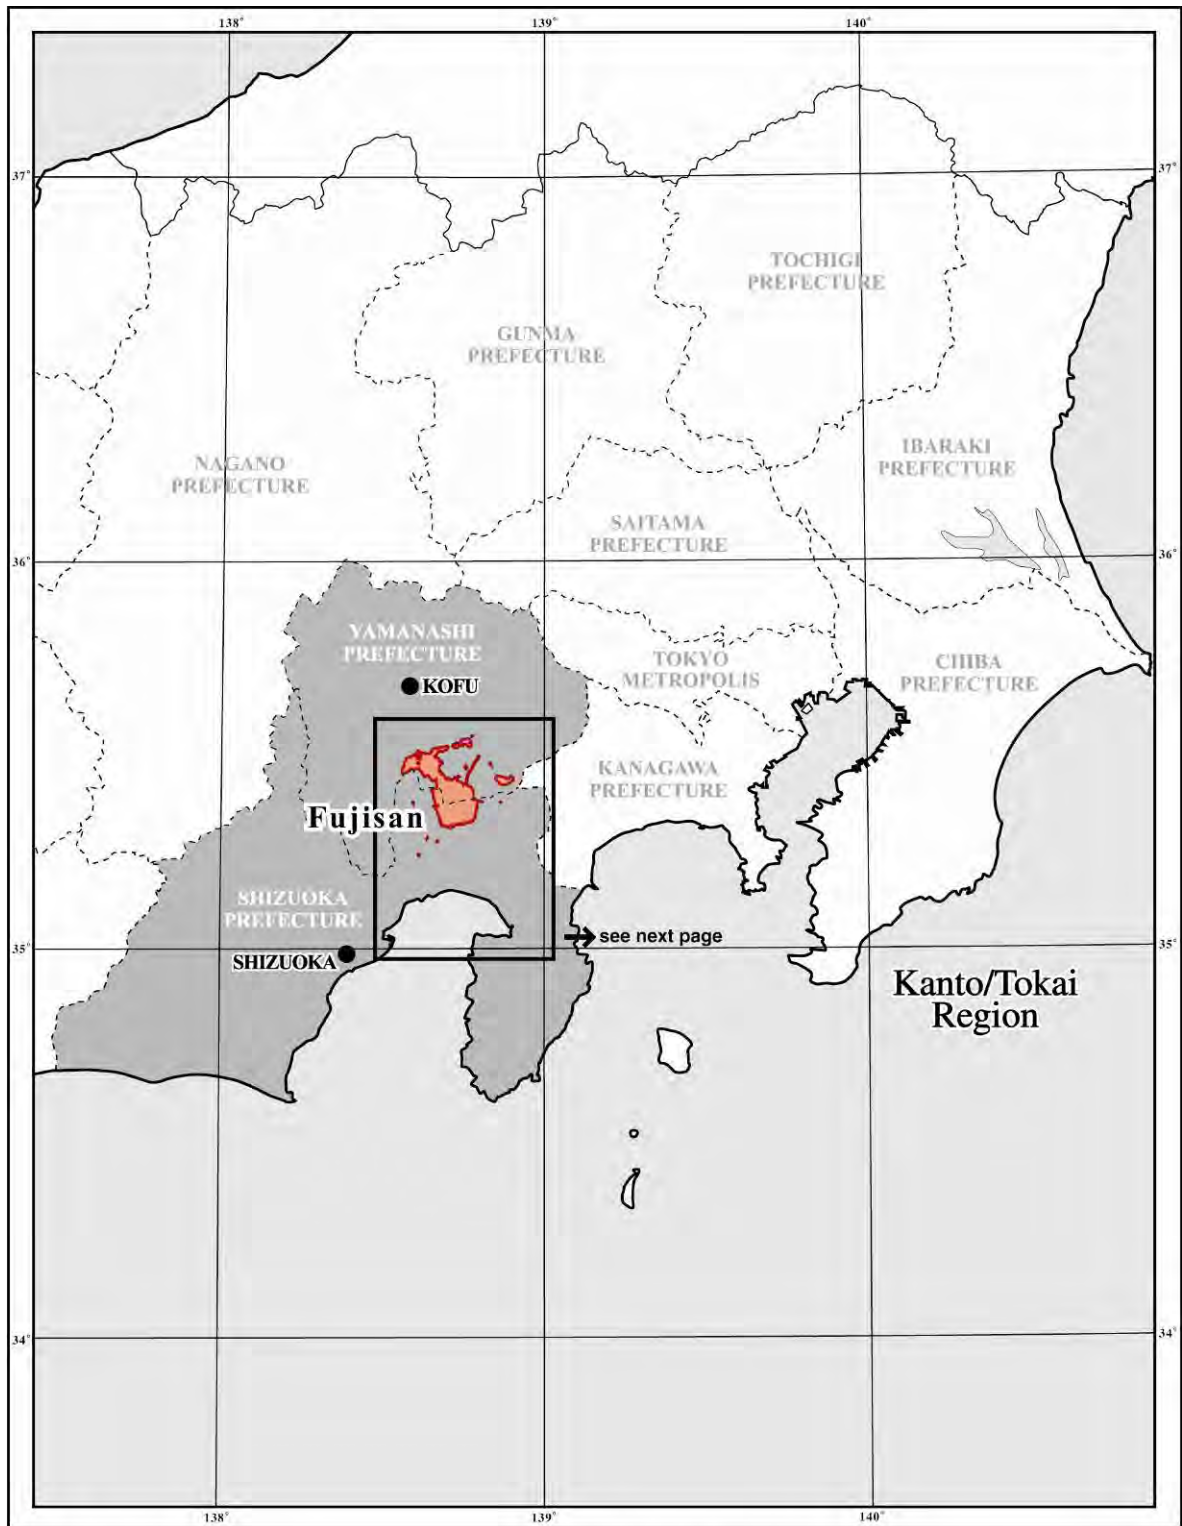 138°
139°
140°
37°
37°
TOCHIGI
PREFECTURE
GUNMA
PREFECTURE
IBARAKI
PREFECTURE
NAGANO
PREFECTURE
SAITAMA
PREFECTURE
36°
36°
YAMANASHI
PREFECTURE
TOKYO
METROPOLIS
CHIBA
PREFECTURE
KOFU
KANAGAWA
PREFECTURE
Fujisan
SHIZUOKA
PREFECTURE
see next page
35°
35°
SHIZUOKA
Kanto/Tokai
Region
34°
34°
138°
139°
140°